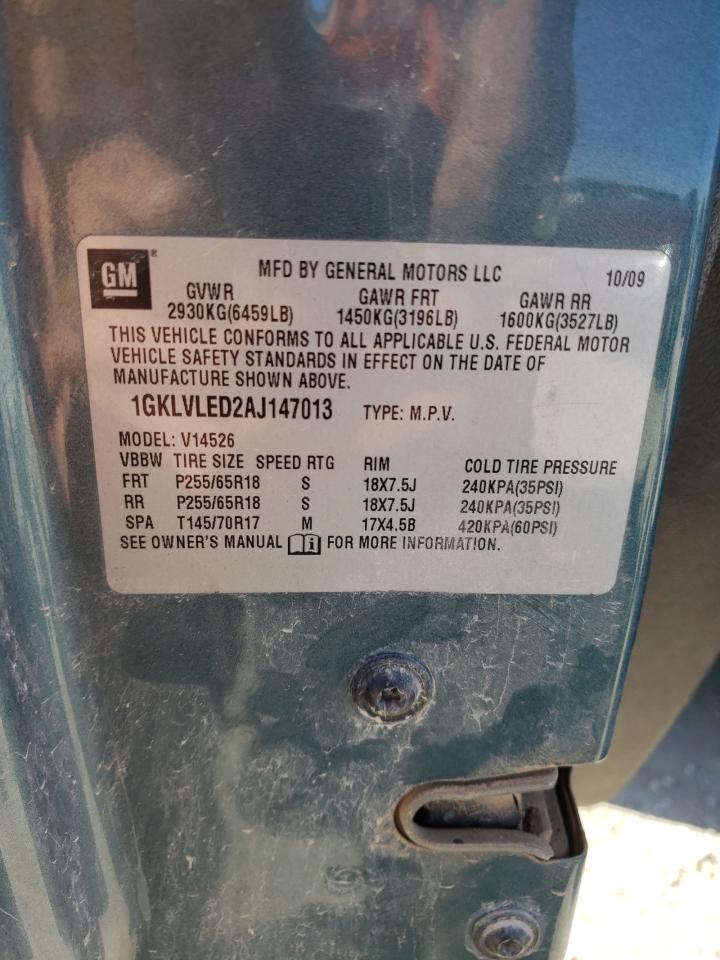 GM ® MFD BY GENERAL MOTORS LLC 10/09
GVWR GAWR FRT GAWR RR
2930KG(6459LB) 1450KG(3196LB) 1600KG(3527LB)
THIS VEHICLE CONFORMS TO ALL APPLICABLE U.S. FEDERAL MOTOR
VEHICLE SAFETY STANDARDS IN EFFECT ON THE DATE OF
MANUFACTURE SHOWN ABOVE.
1GKLVLED2AJ147013 TYPE: M.P.V.
MODEL: V14526
VBBW TIRE SIZE SPEED RTG RIM COLD TIRE PRESSURE
FRT P255/65R18 S 18X7.5J 240KPA(35PSI)
RR P255/65R18 S 18X7.5J 240KPA(35PSI)
SPA T145/70R17 M 17X4.5B 420KPA(60PSI)
SEE OWNER'S MANUAL i FOR MORE INFORMATION.